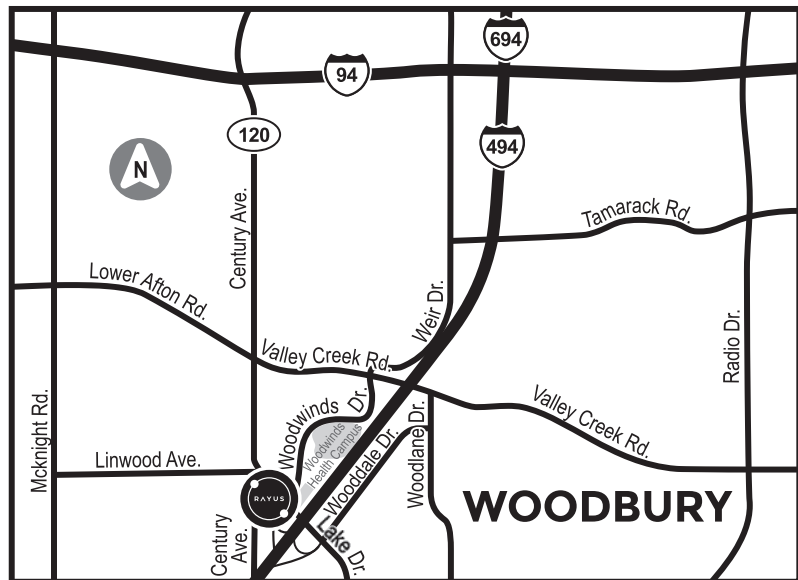 694
94
120
494
N
Century Ave.
Tamarack Rd.
Lower Afton Rd.
Weir Dr.
Valley Creek Rd.
Radio Dr.
Mcknight Rd.
Woodwinds Dr.
Valley Creek Rd.
Woodwinds
Health Campus
Wooddale Dr.
Woodlane Dr.
Linwood Ave.
RAYUS
WOODBURY
Century
Ave.
Lake Dr.